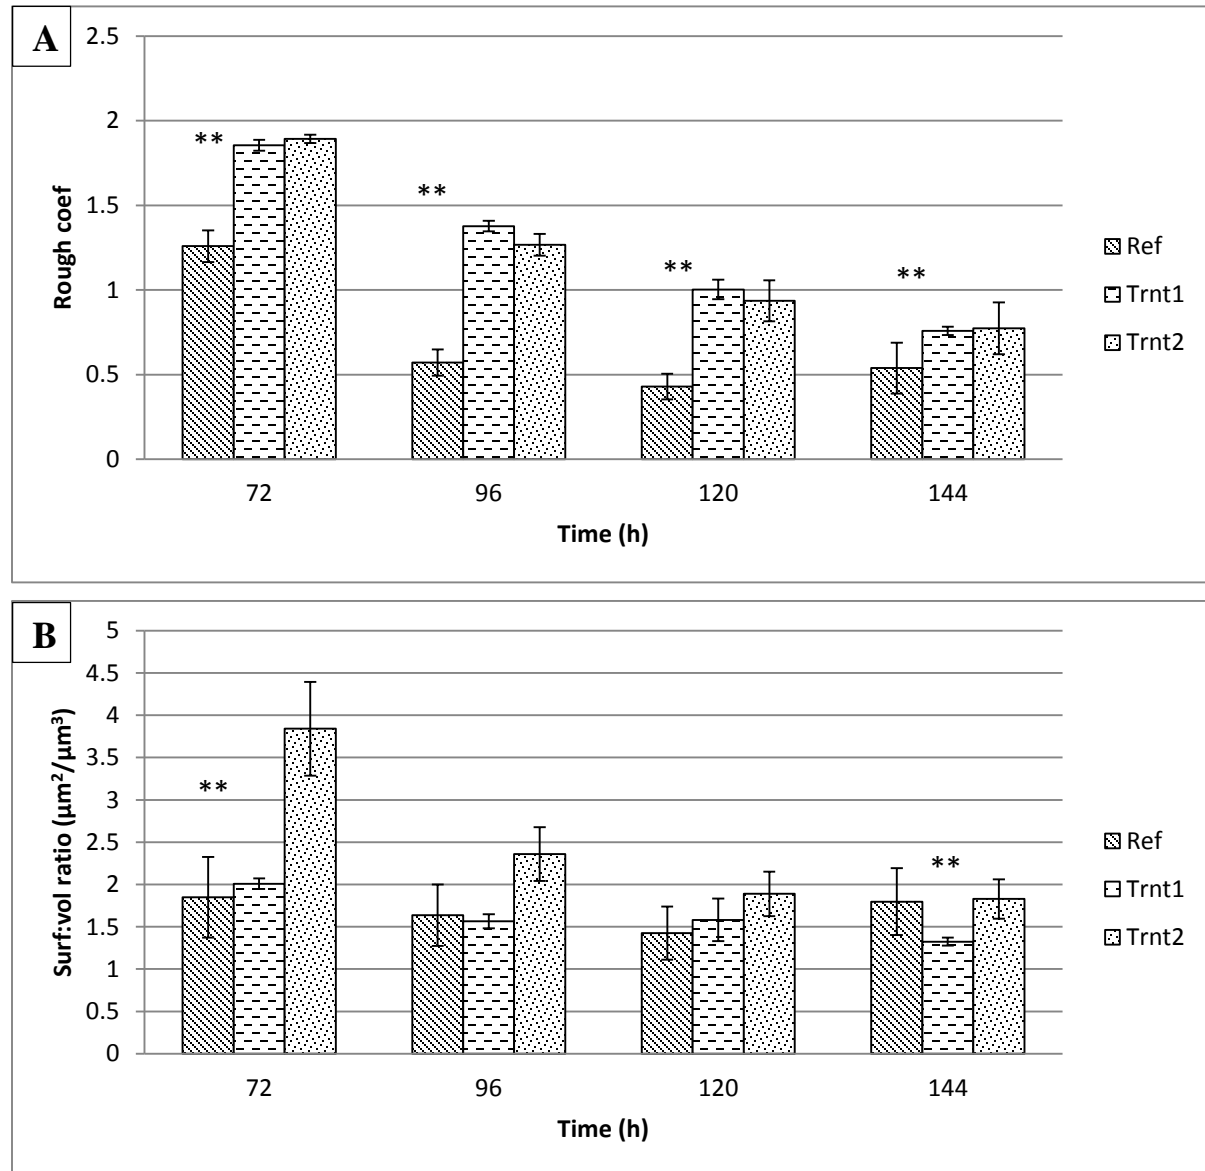 A
2.5
2
1.5
1
0.5
0
Rough coef
**
**
**
**
72 96 120 144
Time (h)
Ref
Trnt1
Trnt2
B
5
4.5
4
3.5
3
2.5
2
1.5
1
0.5
0
Surf:vol ratio (µm²/µm³)
**
**
72 96 120 144
Time (h)
Ref
Trnt1
Trnt2